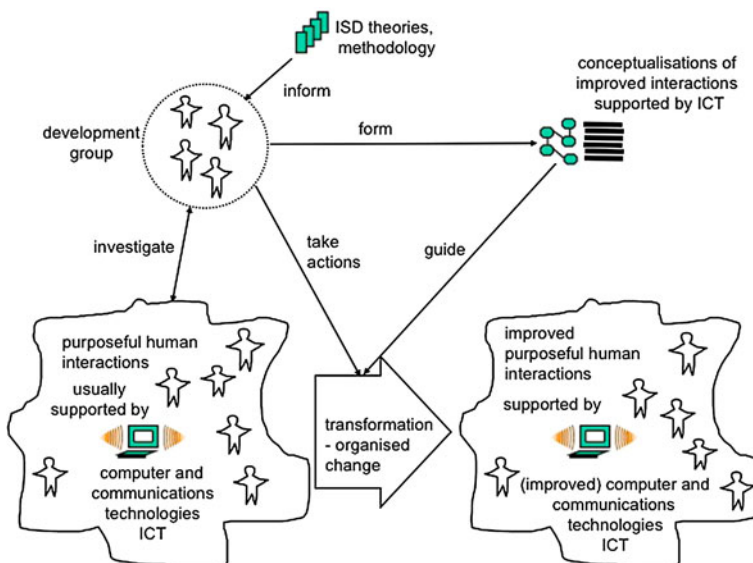 ISD theories,
methodology
inform
conceptualisations of
improved interactions
supported by ICT
development
group
form
investigate
take
actions
guide
purposeful human
interactions
usually
supported by
computer and
communications
technologies
ICT
transformation
- organised
change
improved
purposeful human
interactions
supported by
(improved) computer and
communications
technologies
ICT